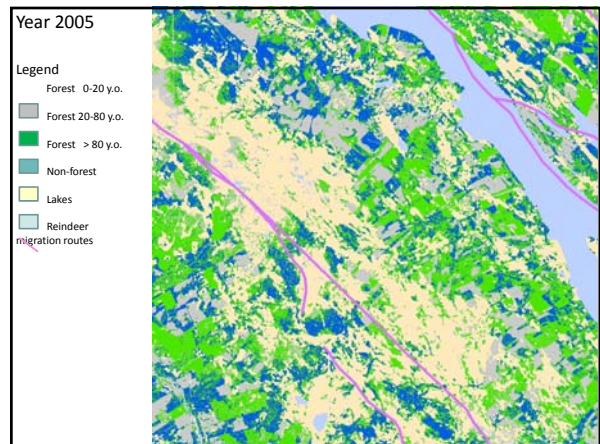 Year 2005
Legend
Forest 0-20 y.o.
Forest 20-80 y.o.
Forest > 80 y.o.
Non-forest
Lakes
Reindeer
migration routes